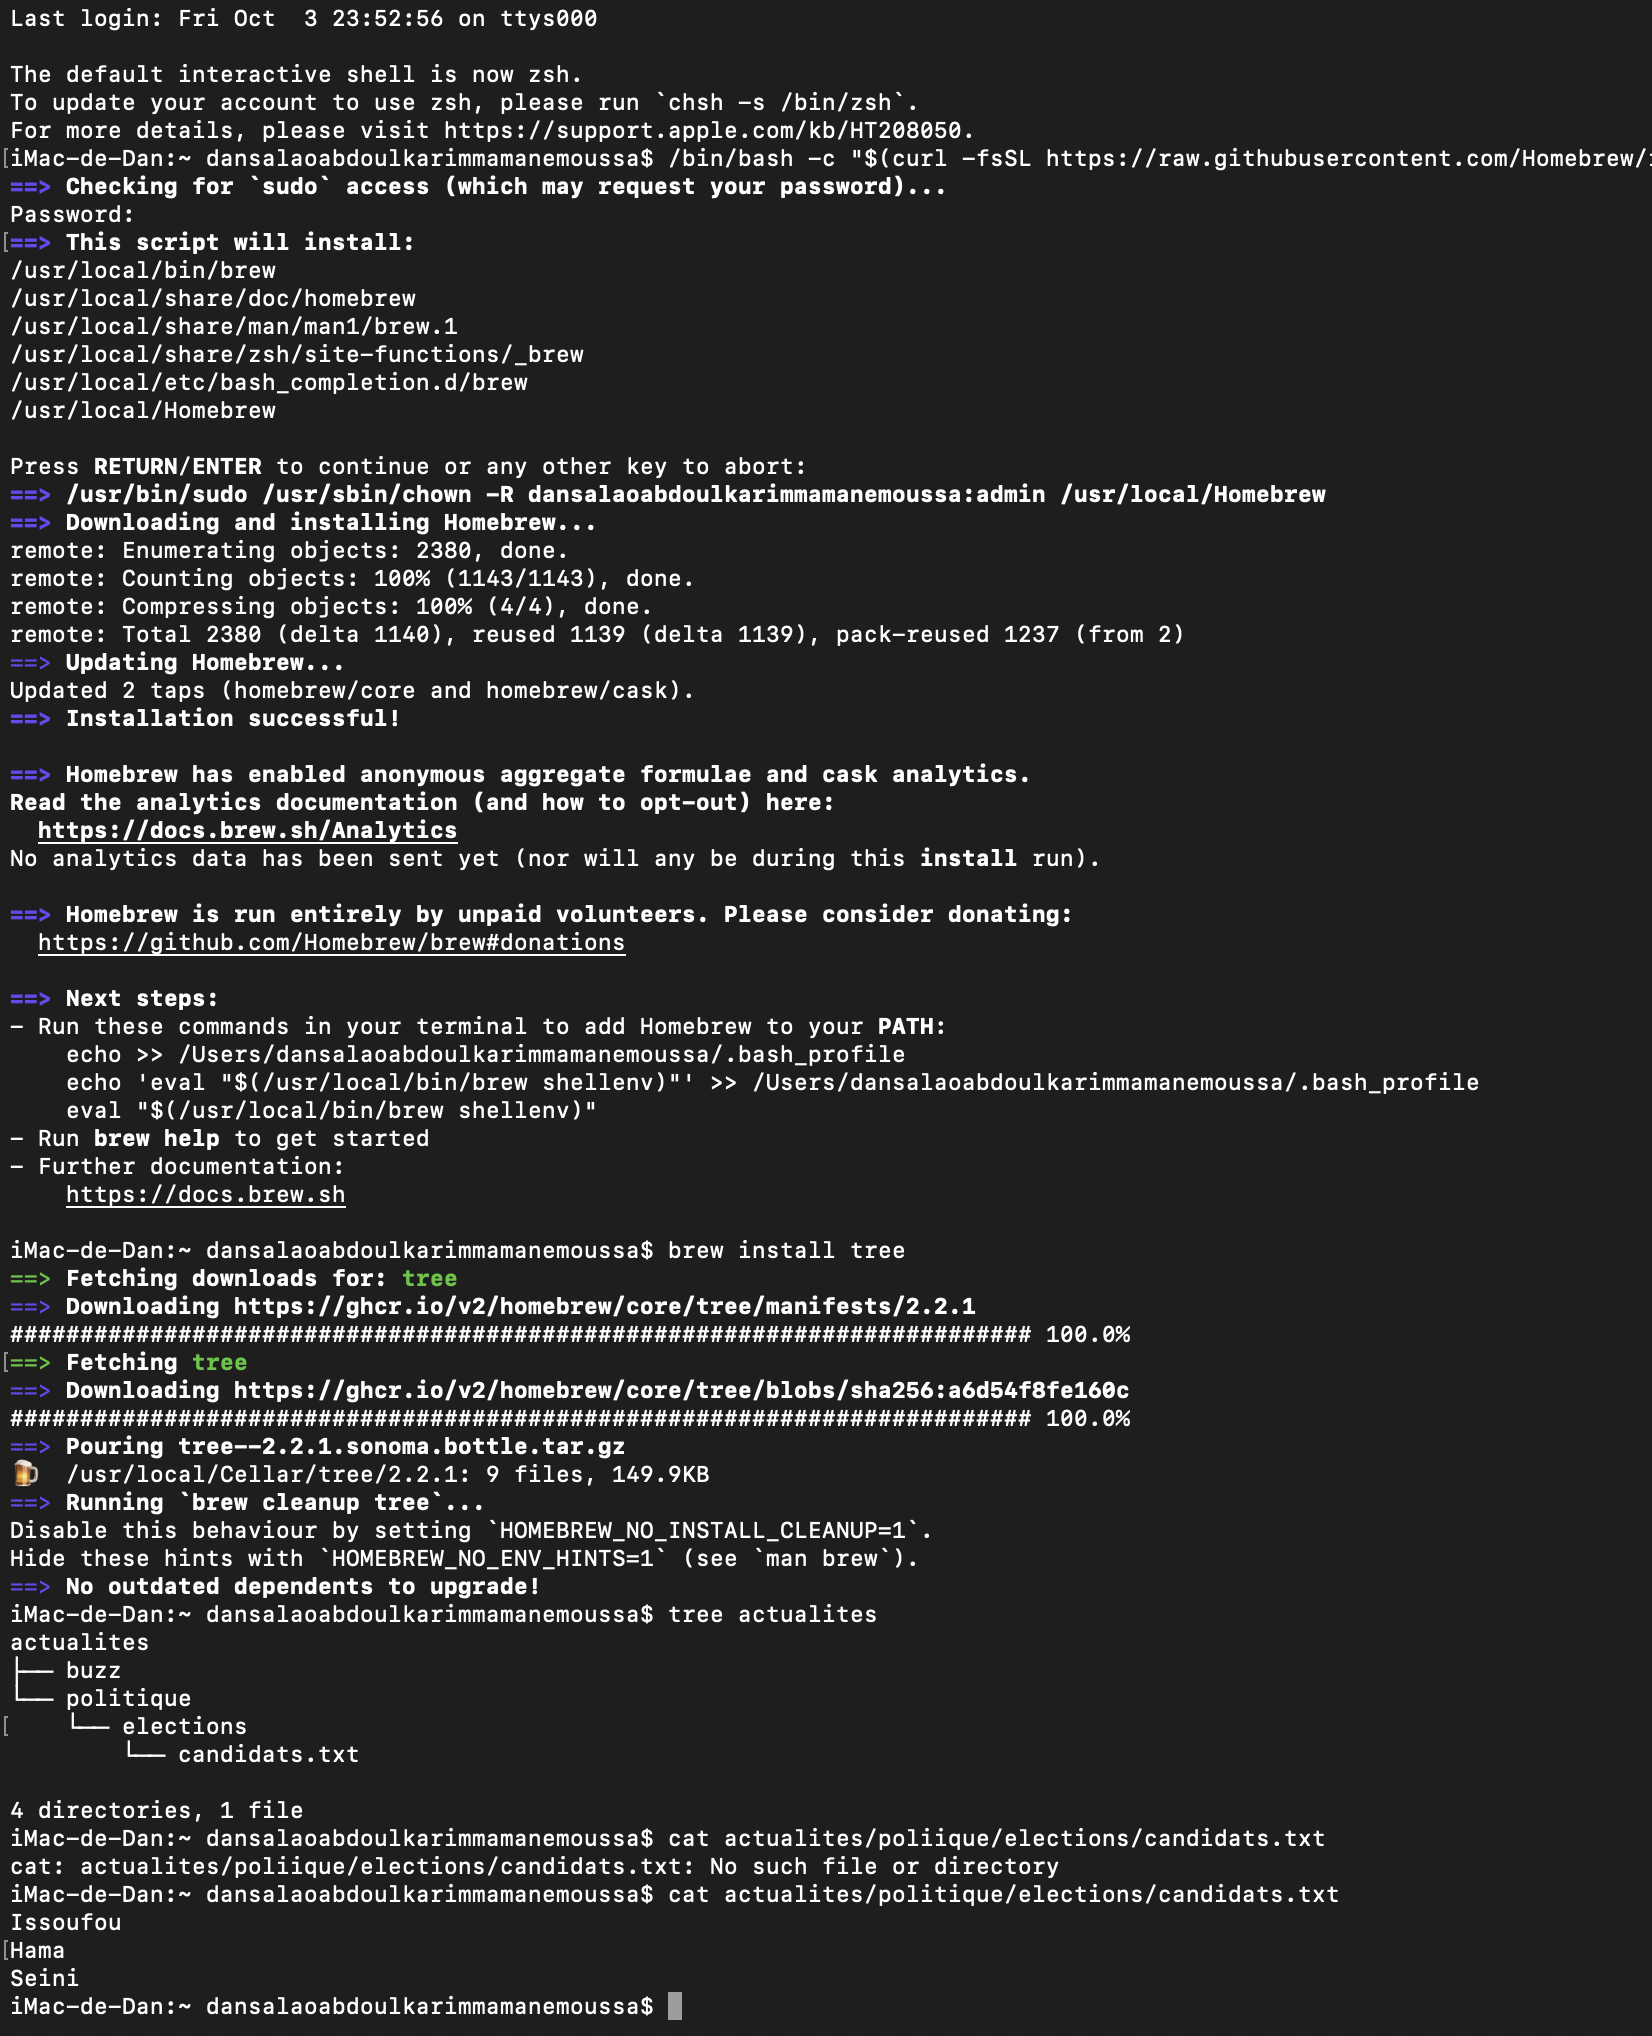 Last login: Fri Oct  3 23:52:56 on ttys000

The default interactive shell is now zsh.
To update your account to use zsh, please run `chsh -s /bin/zsh`.
For more details, please visit https://support.apple.com/kb/HT208050.
[iMac-de-Dan:~ dansalaoabdoulkarimmamanemoussa$ /bin/bash -c "$(curl -fsSL https://raw.githubusercontent.com/Homebrew/
==> Checking for `sudo` access (which may request your password)...
Password:
[==> This script will install:
/usr/local/bin/brew
/usr/local/share/doc/homebrew
/usr/local/share/man/man1/brew.1
/usr/local/share/zsh/site-functions/_brew
/usr/local/etc/bash_completion.d/brew
/usr/local/Homebrew

Press RETURN/ENTER to continue or any other key to abort:
==> /usr/bin/sudo /usr/sbin/chown -R dansalaoabdoulkarimmamanemoussa:admin /usr/local/Homebrew
==> Downloading and installing Homebrew...
remote: Enumerating objects: 2380, done.
remote: Counting objects: 100% (1143/1143), done.
remote: Compressing objects: 100% (4/4), done.
remote: Total 2380 (delta 1140), reused 1139 (delta 1139), pack-reused 1237 (from 2)
==> Updating Homebrew...
Updated 2 taps (homebrew/core and homebrew/cask).
==> Installation successful!

==> Homebrew has enabled anonymous aggregate formulae and cask analytics.
Read the analytics documentation (and how to opt-out) here:
  https://docs.brew.sh/Analytics
No analytics data has been sent yet (nor will any be during this install run).

==> Homebrew is run entirely by unpaid volunteers. Please consider donating:
  https://github.com/Homebrew/brew#donations

==> Next steps:
- Run these commands in your terminal to add Homebrew to your PATH:
    echo >> /Users/dansalaoabdoulkarimmamanemoussa/.bash_profile
    echo 'eval "$(/usr/local/bin/brew shellenv)"' >> /Users/dansalaoabdoulkarimmamanemoussa/.bash_profile
    eval "$(/usr/local/bin/brew shellenv)"
- Run brew help to get started
- Further documentation:
    https://docs.brew.sh

iMac-de-Dan:~ dansalaoabdoulkarimmamanemoussa$ brew install tree
==> Fetching downloads for: tree
==> Downloading https://ghcr.io/v2/homebrew/core/tree/manifests/2.2.1
######################################################################### 100.0%
[==> Fetching tree
==> Downloading https://ghcr.io/v2/homebrew/core/tree/blobs/sha256:a6d54f8fe160c
######################################################################### 100.0%
==> Pouring tree--2.2.1.sonoma.bottle.tar.gz
🍺  /usr/local/Cellar/tree/2.2.1: 9 files, 149.9KB
==> Running `brew cleanup tree`...
Disable this behaviour by setting `HOMEBREW_NO_INSTALL_CLEANUP=1`.
Hide these hints with `HOMEBREW_NO_ENV_HINTS=1` (see `man brew`).
==> No outdated dependents to upgrade!
iMac-de-Dan:~ dansalaoabdoulkarimmamanemoussa$ tree actualites
actualites
├── buzz
└── politique
[    └── elections
        └── candidats.txt

4 directories, 1 file
iMac-de-Dan:~ dansalaoabdoulkarimmamanemoussa$ cat actualites/poliique/elections/candidats.txt
cat: actualites/poliique/elections/candidats.txt: No such file or directory
iMac-de-Dan:~ dansalaoabdoulkarimmamanemoussa$ cat actualites/politique/elections/candidats.txt
Issoufou
[Hama
Seini
iMac-de-Dan:~ dansalaoabdoulkarimmamanemoussa$